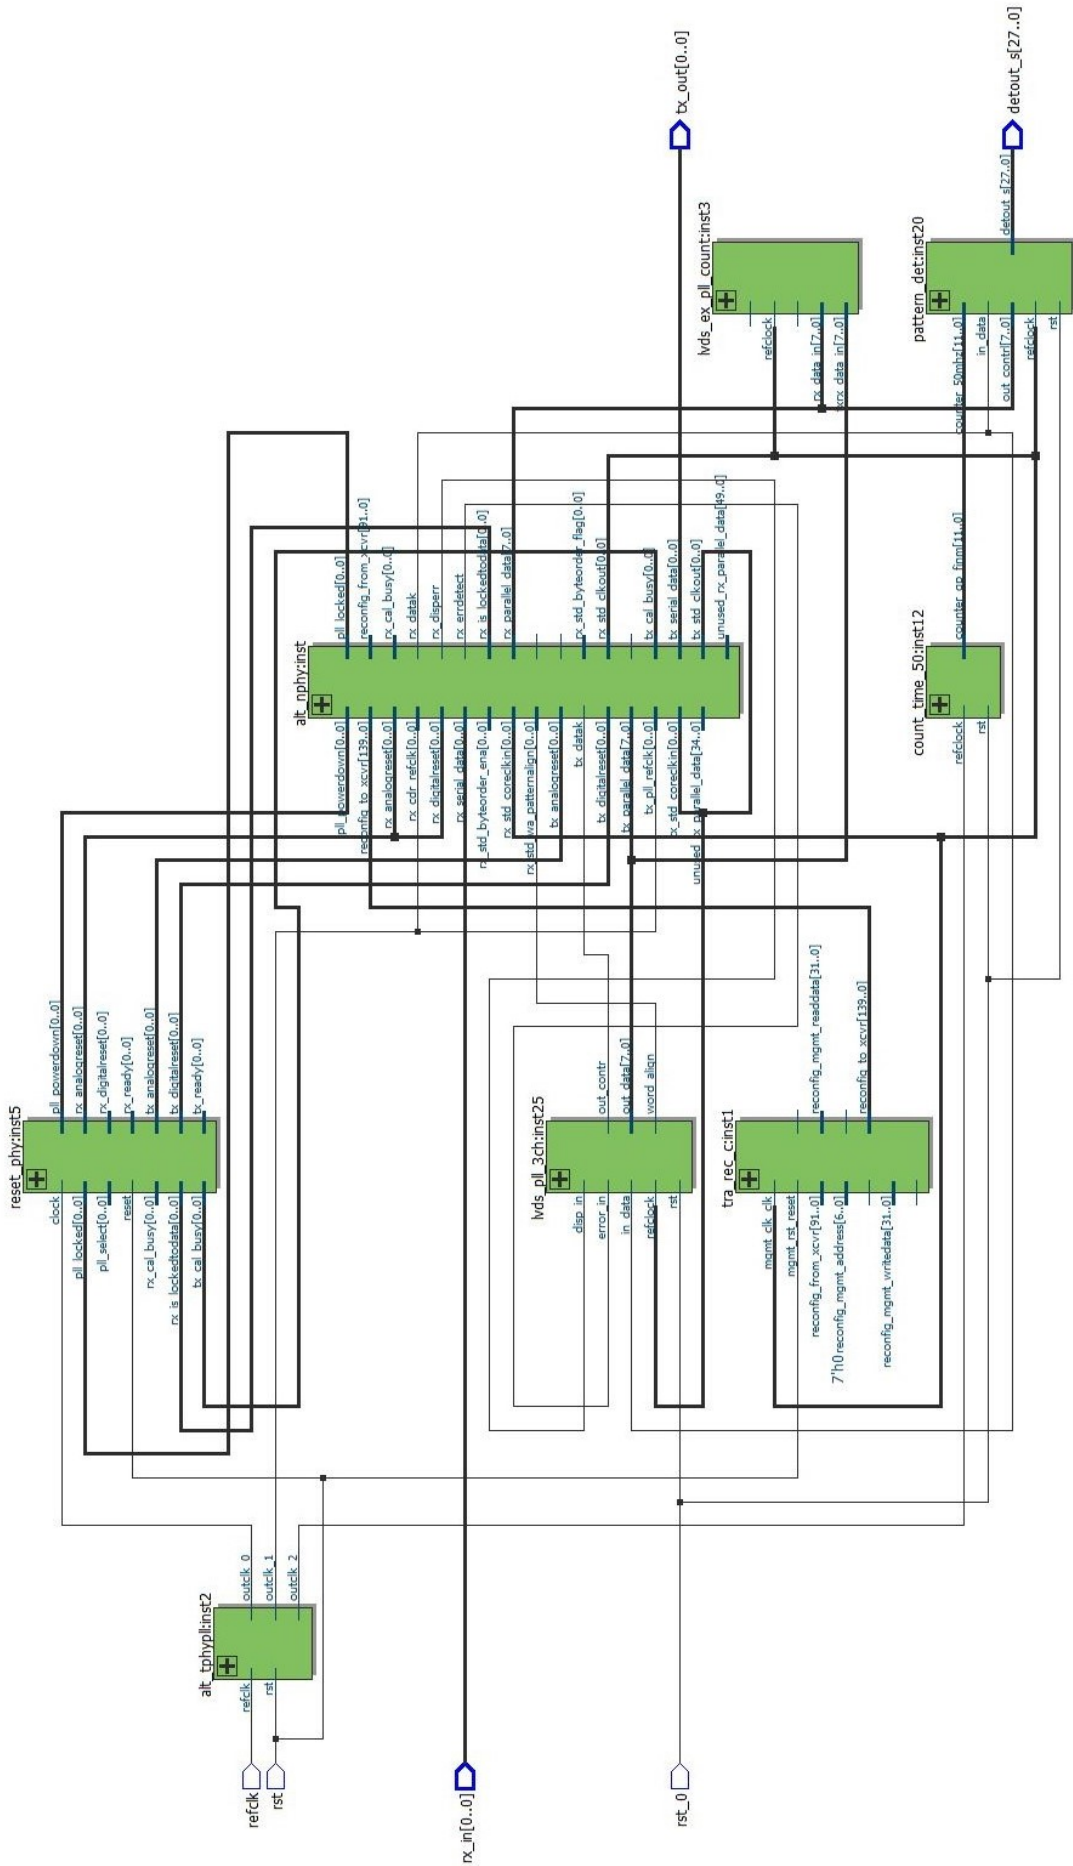 refclk
rst
rx_in[0..0]
rst_0
alt_tphypll:inst2
refclk
rst
outclk_0
outclk_1
outclk_2
reset_phy:inst5
clock
pll_locked[0..0]
pll_select[0..0]
reset
rx_cal_busy[0..0]
rx_is_lockedtodata[0..0]
tx_cal_busy[0..0]
pll_powerdown[0..0]
rx_analogreset[0..0]
rx_digitalreset[0..0]
rx_ready[0..0]
tx_analogreset[0..0]
tx_digitalreset[0..0]
tx_ready[0..0]
lvds_pll_3ch:inst25
disp_in
error_in
in_data
refclock
rst
out_contr
out_data[7..0]
word_align
tra_rec_c:inst1
mgmt_clk_clk
mgmt_rst_reset
reconfig_from_xcvr[91..0]
7'h0 reconfig_mgmt_address[6..0]
reconfig_mgmt_writedata[31..0]
reconfig_mgmt_readdata[31..0]
reconfig_to_xcvr[139..0]
alt_nphy:inst
pll_powerdown[0..0]
reconfig_to_xcvr[139..0]
rx_analogreset[0..0]
rx_cdr_refclk[0..0]
rx_digitalreset[0..0]
rx_serial_data[0..0]
rx_std_byteorder_ena[0..0]
rx_std_coreclkin[0..0]
rx_std_wa_patternalign[0..0]
tx_analogreset[0..0]
tx_datak
tx_digitalreset[0..0]
tx_parallel_data[7..0]
tx_pll_refclk[0..0]
tx_std_coreclkin[0..0]
unused_tx_parallel_data[34..0]
pll_locked[0..0]
reconfig_from_xcvr[91..0]
rx_cal_busy[0..0]
rx_datak
rx_disperr
rx_errdetect
rx_is_lockedtodata[0..0]
rx_parallel_data[7..0]
rx_std_byteorder_flag[0..0]
rx_std_clkout[0..0]
tx_cal_busy[0..0]
tx_serial_data[0..0]
tx_std_clkout[0..0]
unused_rx_parallel_data[49..0]
count_time_50:inst12
refclock
rst
counter_op_finm[11..0]
lvds_ex_pll_count:inst3
refclock
rx_data_in[7..0]
txrx_data_in[7..0]
pattern_det:inst20
counter_50mhz[11..0]
in_data
out_contrl[7..0]
refclock
rst
detout_s[27..0]
tx_out[0..0]
detout_s[27..0]